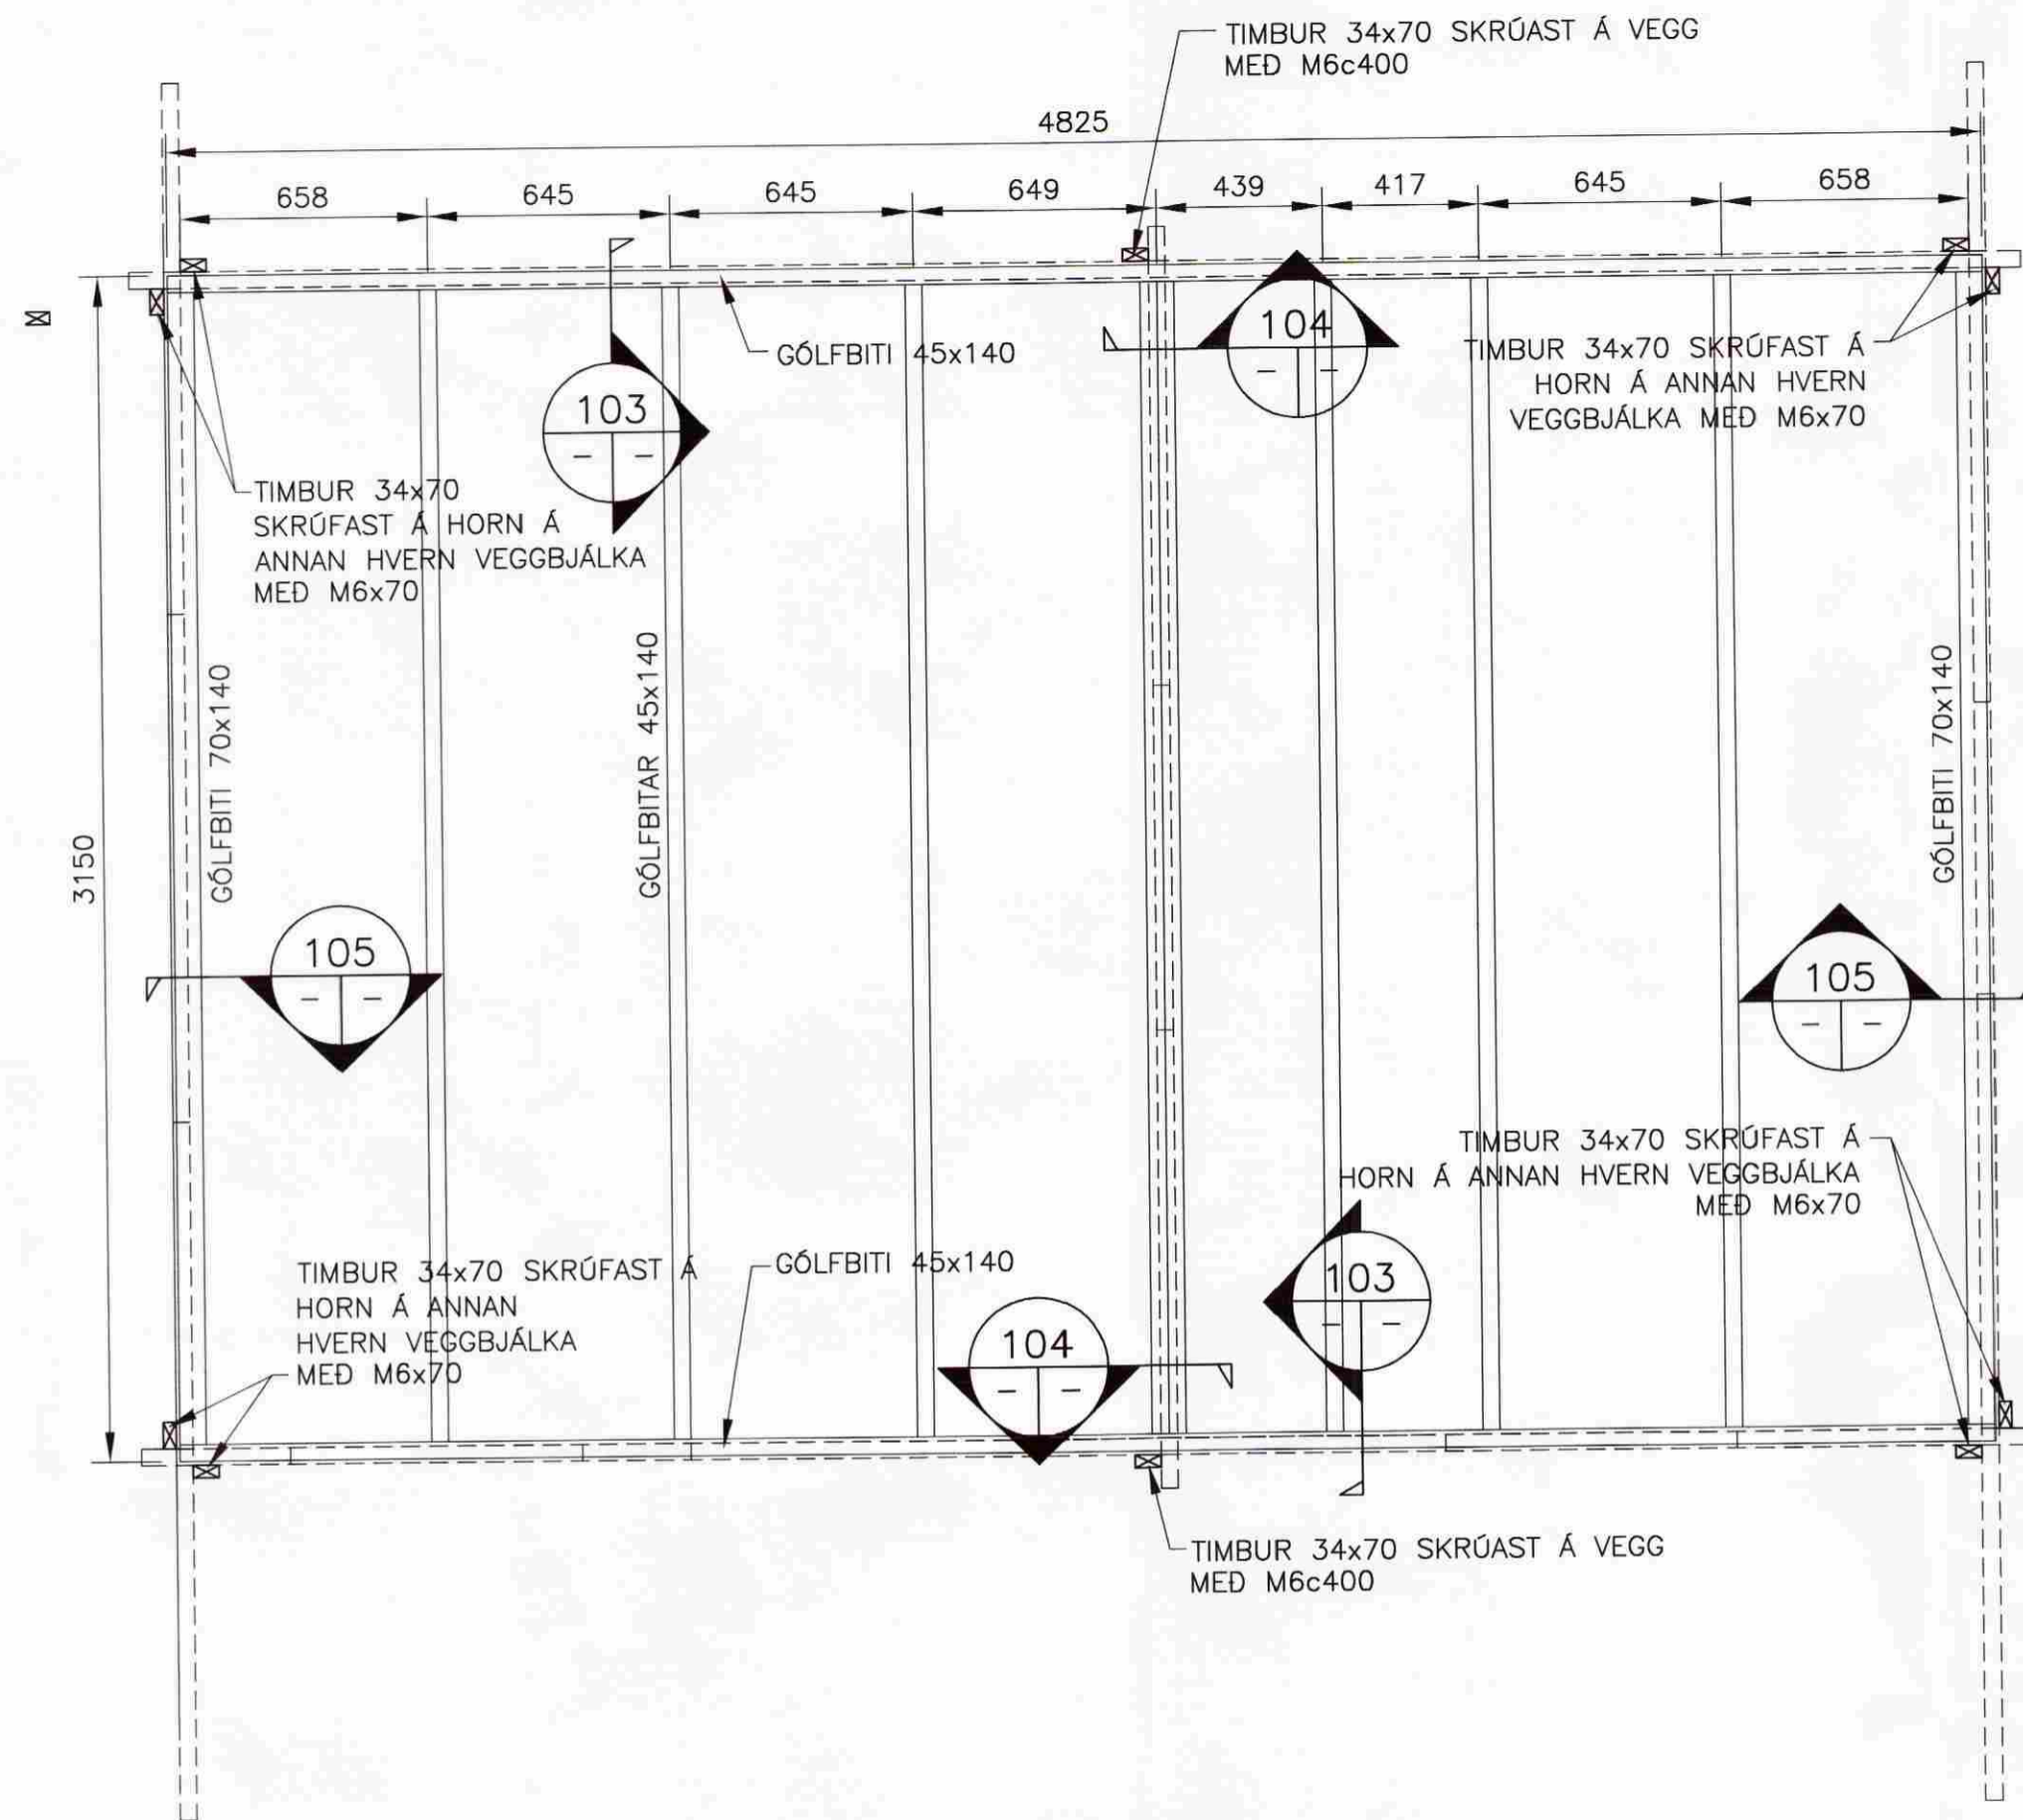 TIMBUR 34x70 SKRÚAST Á VEGG
MEÐ M6c400
4825
658
645
645
649
439
417
645
658
104
- -
GÓLFBITI 45x140
TIMBUR 34x70 SKRÚFAST Á
HORN Á ANNAN HVERN
VEGGBJÁLKA MEÐ M6x70
103
- -
TIMBUR 34x70
SKRÚFAST Á HORN Á
ANNAN HVERN VEGGBJÁLKA
MEÐ M6x70
GÓLFBITI 70x140
GÓLFBITAR 45x140
GÓLFBITI 70x140
3150
105
- -
105
- -
TIMBUR 34x70 SKRÚFAST Á
HORN Á ANNAN HVERN VEGGBJÁLKA
MEÐ M6x70
TIMBUR 34x70 SKRÚFAST Á
HORN Á ANNAN
HVERN VEGGBJÁLKA
MEÐ M6x70
GÓLFBITI 45x140
103
- -
104
- -
TIMBUR 34x70 SKRÚAST Á VEGG
MEÐ M6c400